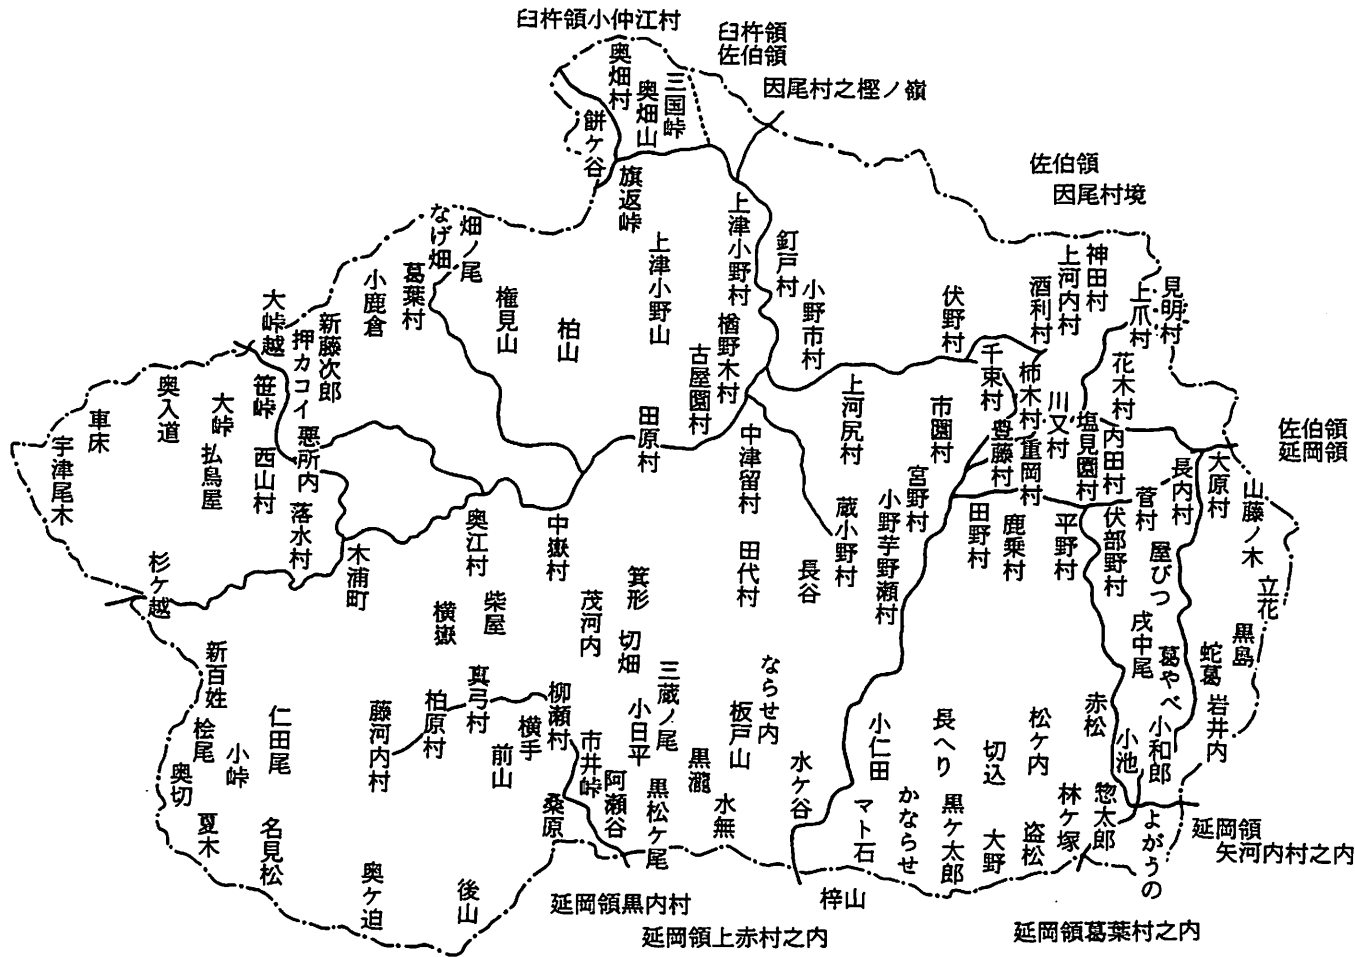 臼杵領小仲江村
臼杵領
佐伯領
因尾村之樫ノ嶺
佐伯領
因尾村境
奥畑村
奥畑山
三国峠
餅ヶ谷
旗返峠
上津小野村
上津小野山
釘戸村
小野市村
楢野木村
古屋園村
なげ畑
畑ノ尾
葛葉村
小鹿倉
権見山
柏山
田原村
大峠越
新藤次郎
押カコイ
笹峠
大峠
払鳥屋
西山村
悪所内
落水村
奥入道
車床
宇津尾木
杉ヶ越
木浦町
奥江村
中嶽村
中津留村
田代村
上河尻村
蔵小野村
長谷
伏野村
千束村
市園村
宮野村
小野芋野瀬村
豊藤村
重岡村
柿木村
川又村
酒利村
上河内村
神田村
上爪村
見明村
花木村
塩見園村
内田村
菅村
長内村
大原村
佐伯領
延岡領
山藤ノ木
立花
黒島
蛇葛
岩井内
田野村
鹿乗村
平野村
伏部野村
屋びつ
戌中尾
葛やべ
小和郎
小池
赤松
惣太郎
よがうの
延岡領
矢河内村之内
林ヶ塚
松ヶ内
盗松
切込
大野
長へり
黒ヶ太郎
かならせ
小仁田
マト石
梓山
水ヶ谷
ならせ内
板戸山
水無
黒瀧
三蔵ノ尾
小日平
黒松ヶ尾
阿瀬谷
市井峠
箕形
切畑
茂河内
柴屋
横嶽
真弓村
柳瀬村
横手
前山
桑原
柏原村
藤河内村
仁田尾
新百姓
桧尾
小峠
奥切
夏木
名見松
奥ケ迫
後山
延岡領黒内村
延岡領上赤村之内
延岡領葛葉村之内